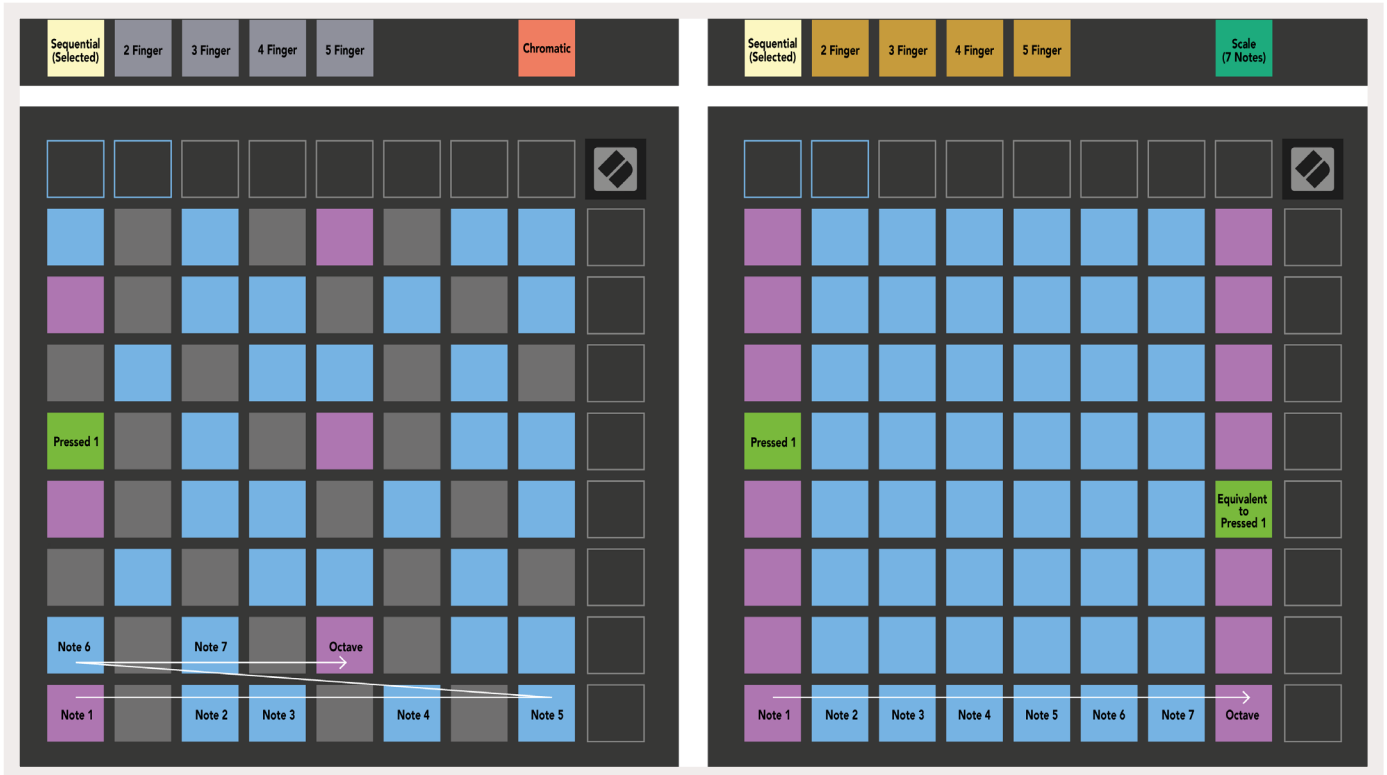 Sequential
(Selected)
2 Finger
3 Finger
4 Finger
5 Finger
Chromatic
Pressed 1
Note 6
Note 7
Octave
Note 1
Note 2
Note 3
Note 4
Note 5
Sequential
(Selected)
2 Finger
3 Finger
4 Finger
5 Finger
Scale
(7 Notes)
Pressed 1
Equivalent
to
Pressed 1
Note 1
Note 2
Note 3
Note 4
Note 5
Note 6
Note 7
Octave